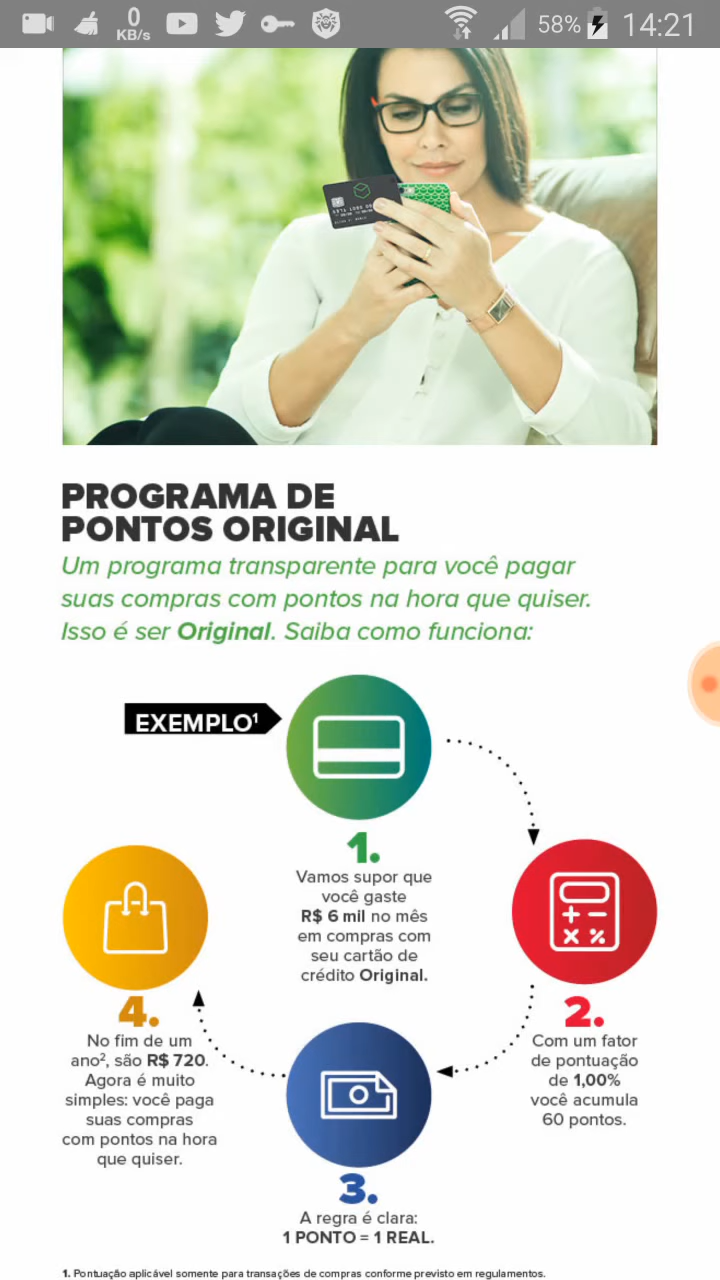 0
KB/s
58%
14:21
PROGRAMA DE
PONTOS ORIGINAL
Um programa transparente para você pagar
suas compras com pontos na hora que quiser.
Isso é ser Original. Saiba como funciona:
EXEMPLO¹
1.
Vamos supor que
você gaste
R$ 6 mil no mês
em compras com
seu cartão de
crédito Original.
2.
Com um fator
de pontuação
de 1,00%
você acumula
60 pontos.
3.
A regra é clara:
1 PONTO = 1 REAL.
4.
No fim de um
ano², são R$ 720.
Agora é muito
simples: você paga
suas compras
com pontos na hora
que quiser.
1. Pontuação aplicável somente para transações de compras conforme previsto em regulamentos.